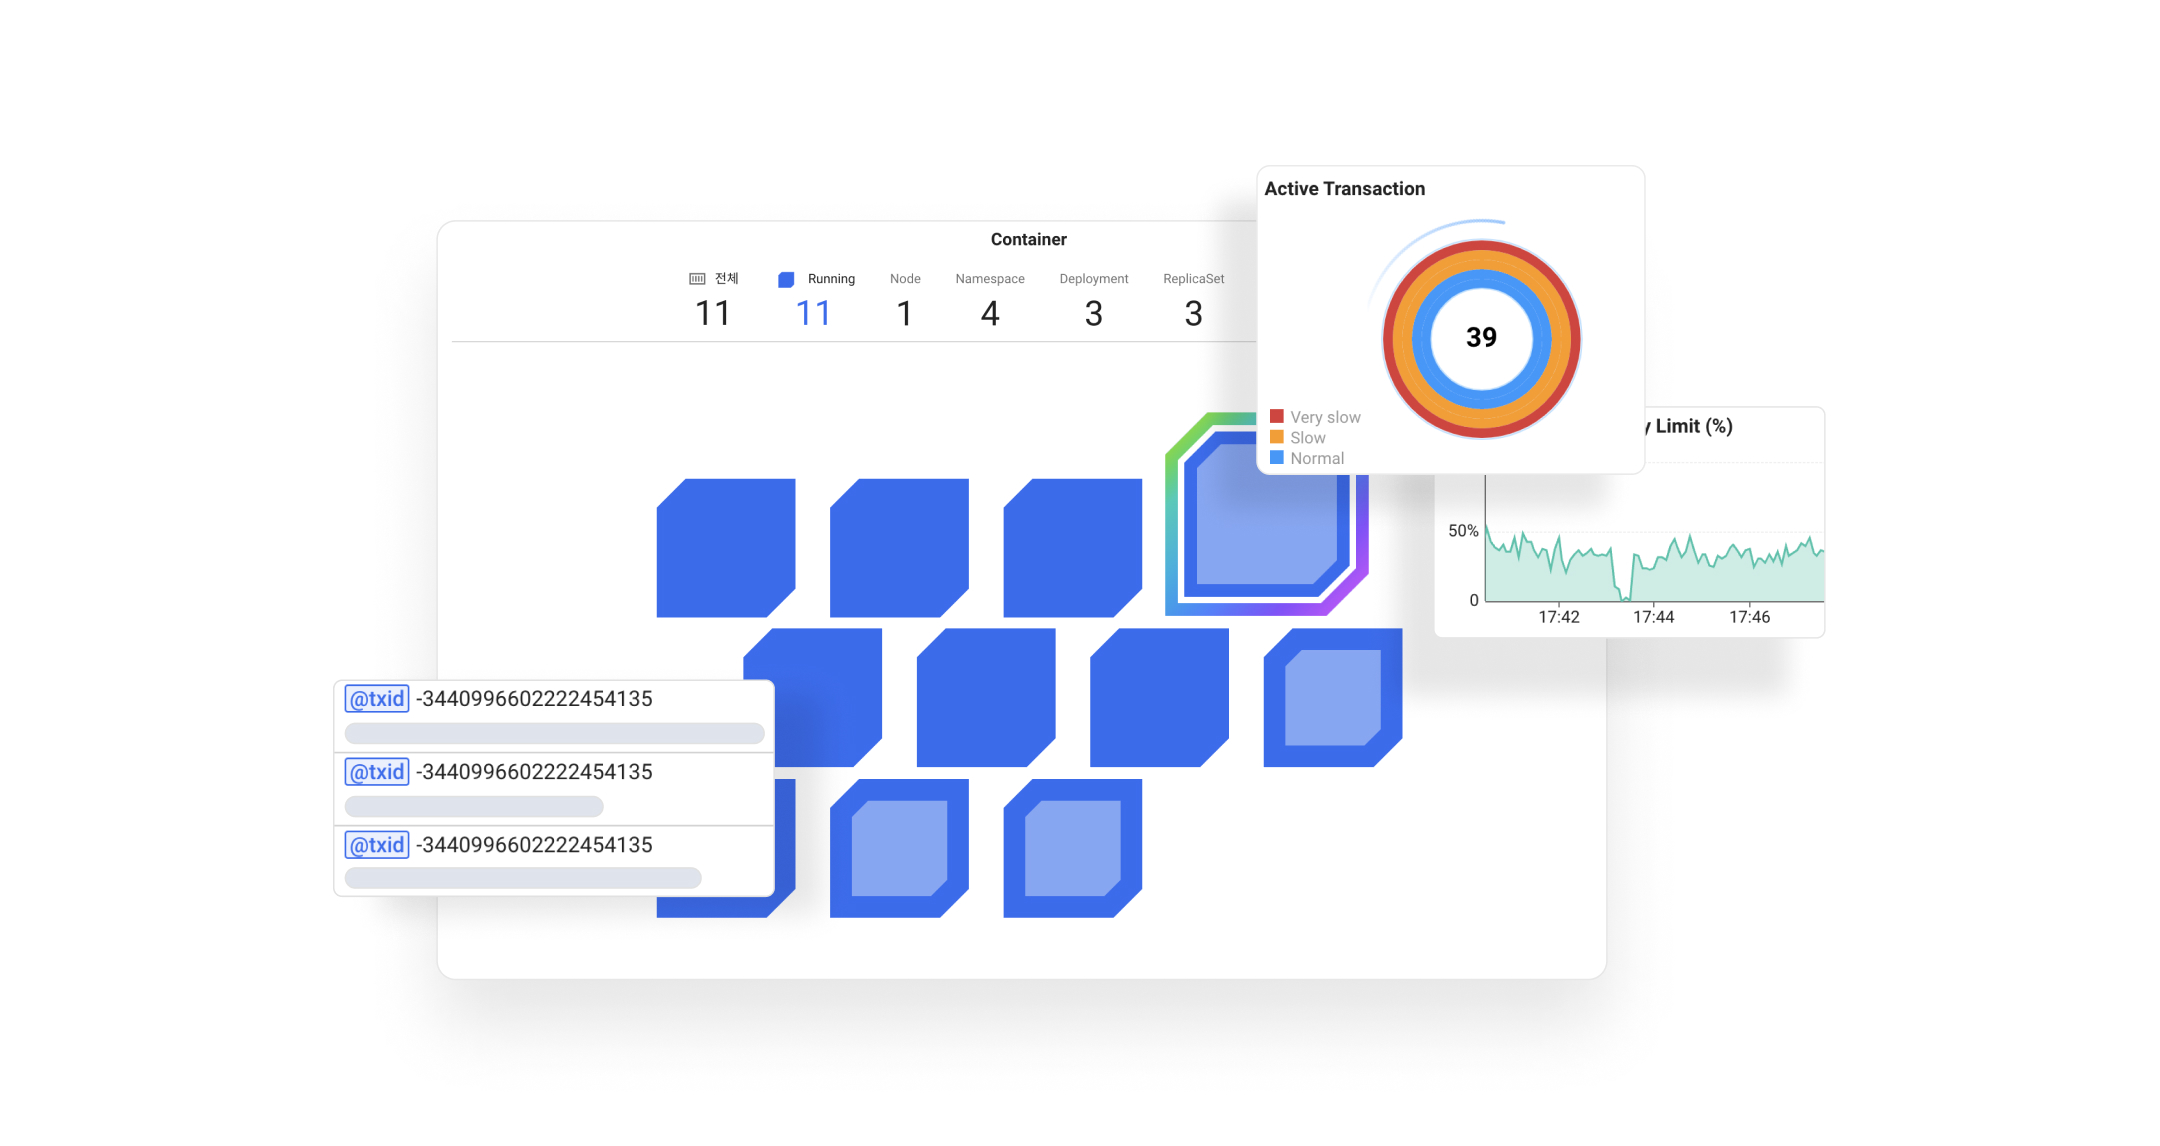 Container
전체 Running Node Namespace Deployment ReplicaSet
11 11 1 4 3 3
Active Transaction
39
Very slow
Slow
Normal
Limit (%)
50%
0
17:42 17:44 17:46
@txid -3440996602222454135
@txid -3440996602222454135
@txid -3440996602222454135